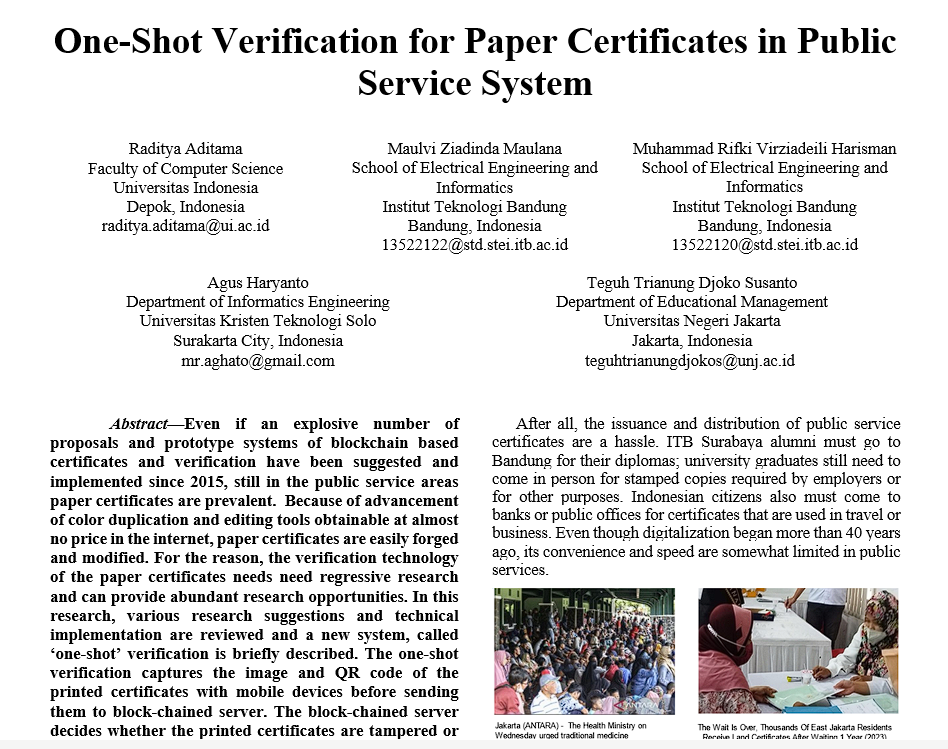 One-Shot Verification for Paper Certificates in Public
Service System
Raditya Aditama
Faculty of Computer Science
Universitas Indonesia
Depok, Indonesia
raditya.aditama@ui.ac.id
Maulvi Ziadinda Maulana
School of Electrical Engineering and
Informatics
Institut Teknologi Bandung
Bandung, Indonesia
13522122@std.stei.itb.ac.id
Muhammad Rifki Virziadeili Harisman
School of Electrical Engineering and
Informatics
Institut Teknologi Bandung
Bandung, Indonesia
13522120@std.stei.itb.ac.id
Agus Haryanto
Department of Informatics Engineering
Universitas Kristen Teknologi Solo
Surakarta City, Indonesia
mr.aghato@gmail.com
Teguh Trianung Djoko Susanto
Department of Educational Management
Universitas Negeri Jakarta
Jakarta, Indonesia
teguhtrianungdjokos@unj.ac.id
Abstract—Even if an explosive number of
proposals and prototype systems of blockchain based
certificates and verification have been suggested and
implemented since 2015, still in the public service areas
paper certificates are prevalent. Because of advancement
of color duplication and editing tools obtainable at almost
no price in the internet, paper certificates are easily forged
and modified. For the reason, the verification technology
of the paper certificates needs need regressive research
and can provide abundant research opportunities. In this
research, various research suggestions and technical
implementation are reviewed and a new system, called
‘one-shot’ verification is briefly described. The one-shot
verification captures the image and QR code of the
printed certificates with mobile devices before sending
them to block-chained server. The block-chained server
decides whether the printed certificates are tampered or
After all, the issuance and distribution of public service
certificates are a hassle. ITB Surabaya alumni must go to
Bandung for their diplomas; university graduates still need to
come in person for stamped copies required by employers or
for other purposes. Indonesian citizens also must come to
banks or public offices for certificates that are used in travel or
business. Even though digitalization began more than 40 years
ago, its convenience and speed are somewhat limited in public
services.
ANTARA
Jakarta (ANTARA) - The Health Ministry on
Wednesday urged traditional medicine
The Wait Is Over, Thousands Of East Jakarta Residents
Receive Land Certificates After Waiting 1 Year (2023)